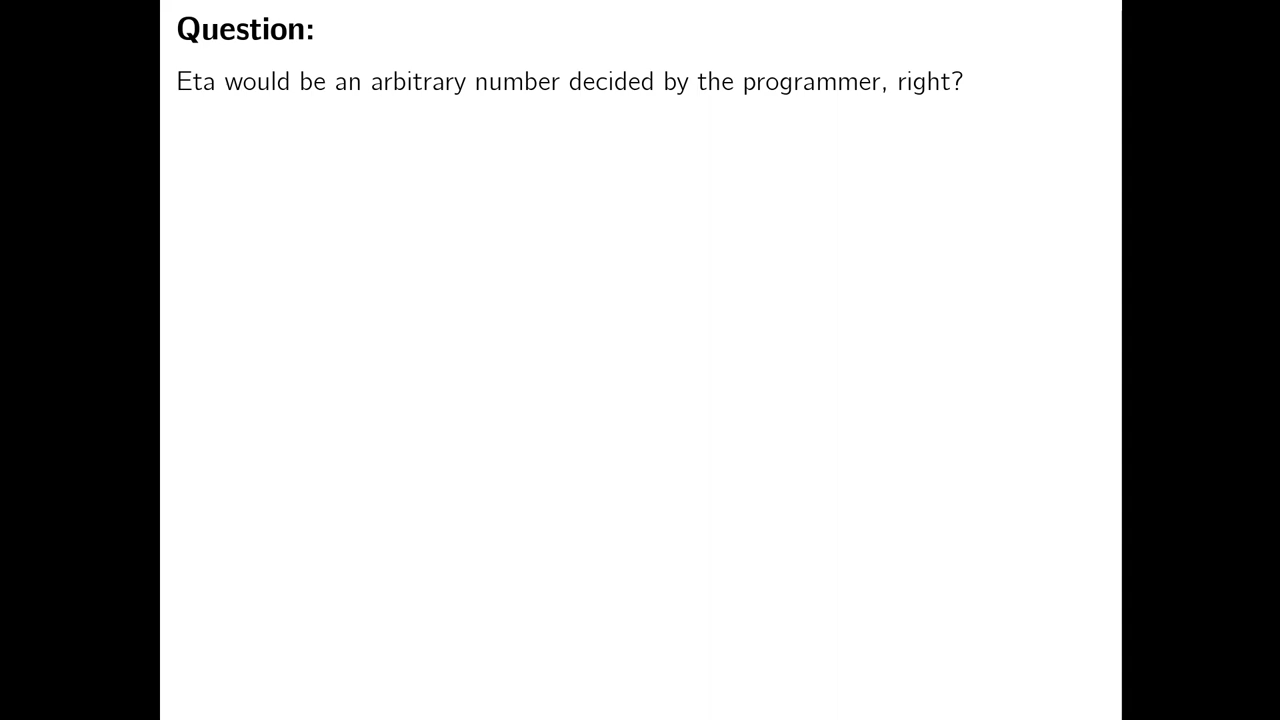 Question:
Eta would be an arbitrary number decided by the programmer, right?